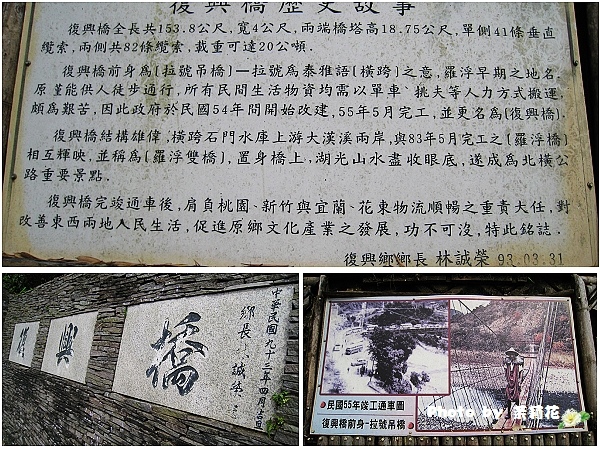 復興橋歷史故事
復興橋全長共153.8公尺,寬4公尺,兩端橋塔高18.75公尺,單側41條垂直
纜索,兩側共82條纜索,載重可達20公噸.
復興橋前身為〔拉號吊橋〕—拉號為泰雅語〔橫跨〕之意,羅浮早期之地名,
原僅能供人徒步通行,所有民間生活物資均需以單車、挑夫等人力方式搬運
頗為艱苦,因此政府於民國54年間開始改建,55年5月完工,並更名為〔復興橋〕.
復興橋結構雄偉,橫跨石門水庫上游大漢溪兩岸,與83年5月完工之〔羅浮橋〕
相互輝映,並稱為〔羅浮雙橋〕,置身橋上,湖光山水盡收眼底,遂成為北橫公
路重要景點.
復興橋完竣通車後,肩負桃園、新竹與宜蘭、花東物流順暢之重責大任,對
改善東西兩地人民生活,促進原鄉文化產業之發展,功不可沒,特此銘誌.
復興鄉鄉長 林誠榮 93.03.31
復興橋
中華民國九十三年四月吉日
鄉長 林誠榮
民國55年竣工通車圖
復興橋前身-拉號吊橋
Photo by 茉莉花